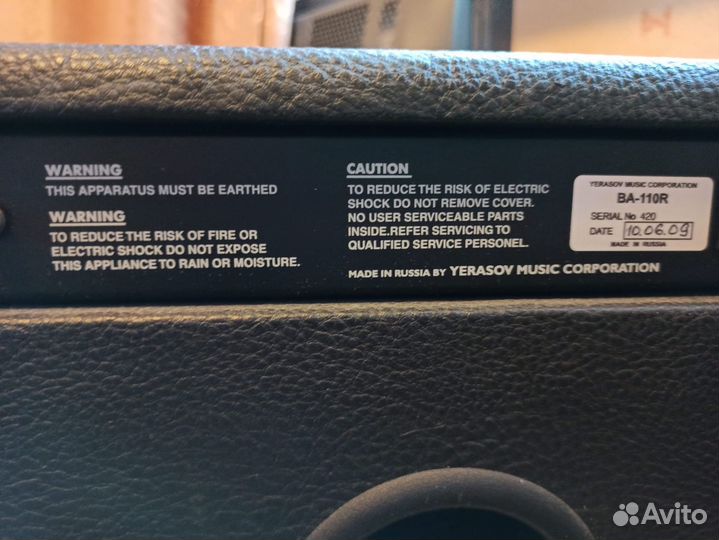 WARNING
THIS APPARATUS MUST BE EARTHED
WARNING
TO REDUCE THE RISK OF FIRE OR
ELECTRIC SHOCK DO NOT EXPOSE
THIS APPLIANCE TO RAIN OR MOISTURE.
CAUTION
TO REDUCE THE RISK OF ELECTRIC
SHOCK DO NOT REMOVE COVER.
NO USER SERVICEABLE PARTS
INSIDE.REFER SERVICING TO
QUALIFIED SERVICE PERSONEL.
MADE IN RUSSIA BY YERASOV MUSIC CORPORATION
YERASOV MUSIC CORPORATION
BA-110R
SERIAL No 420
DATE 10.06.09
MADE IN RUSSIA
Avito